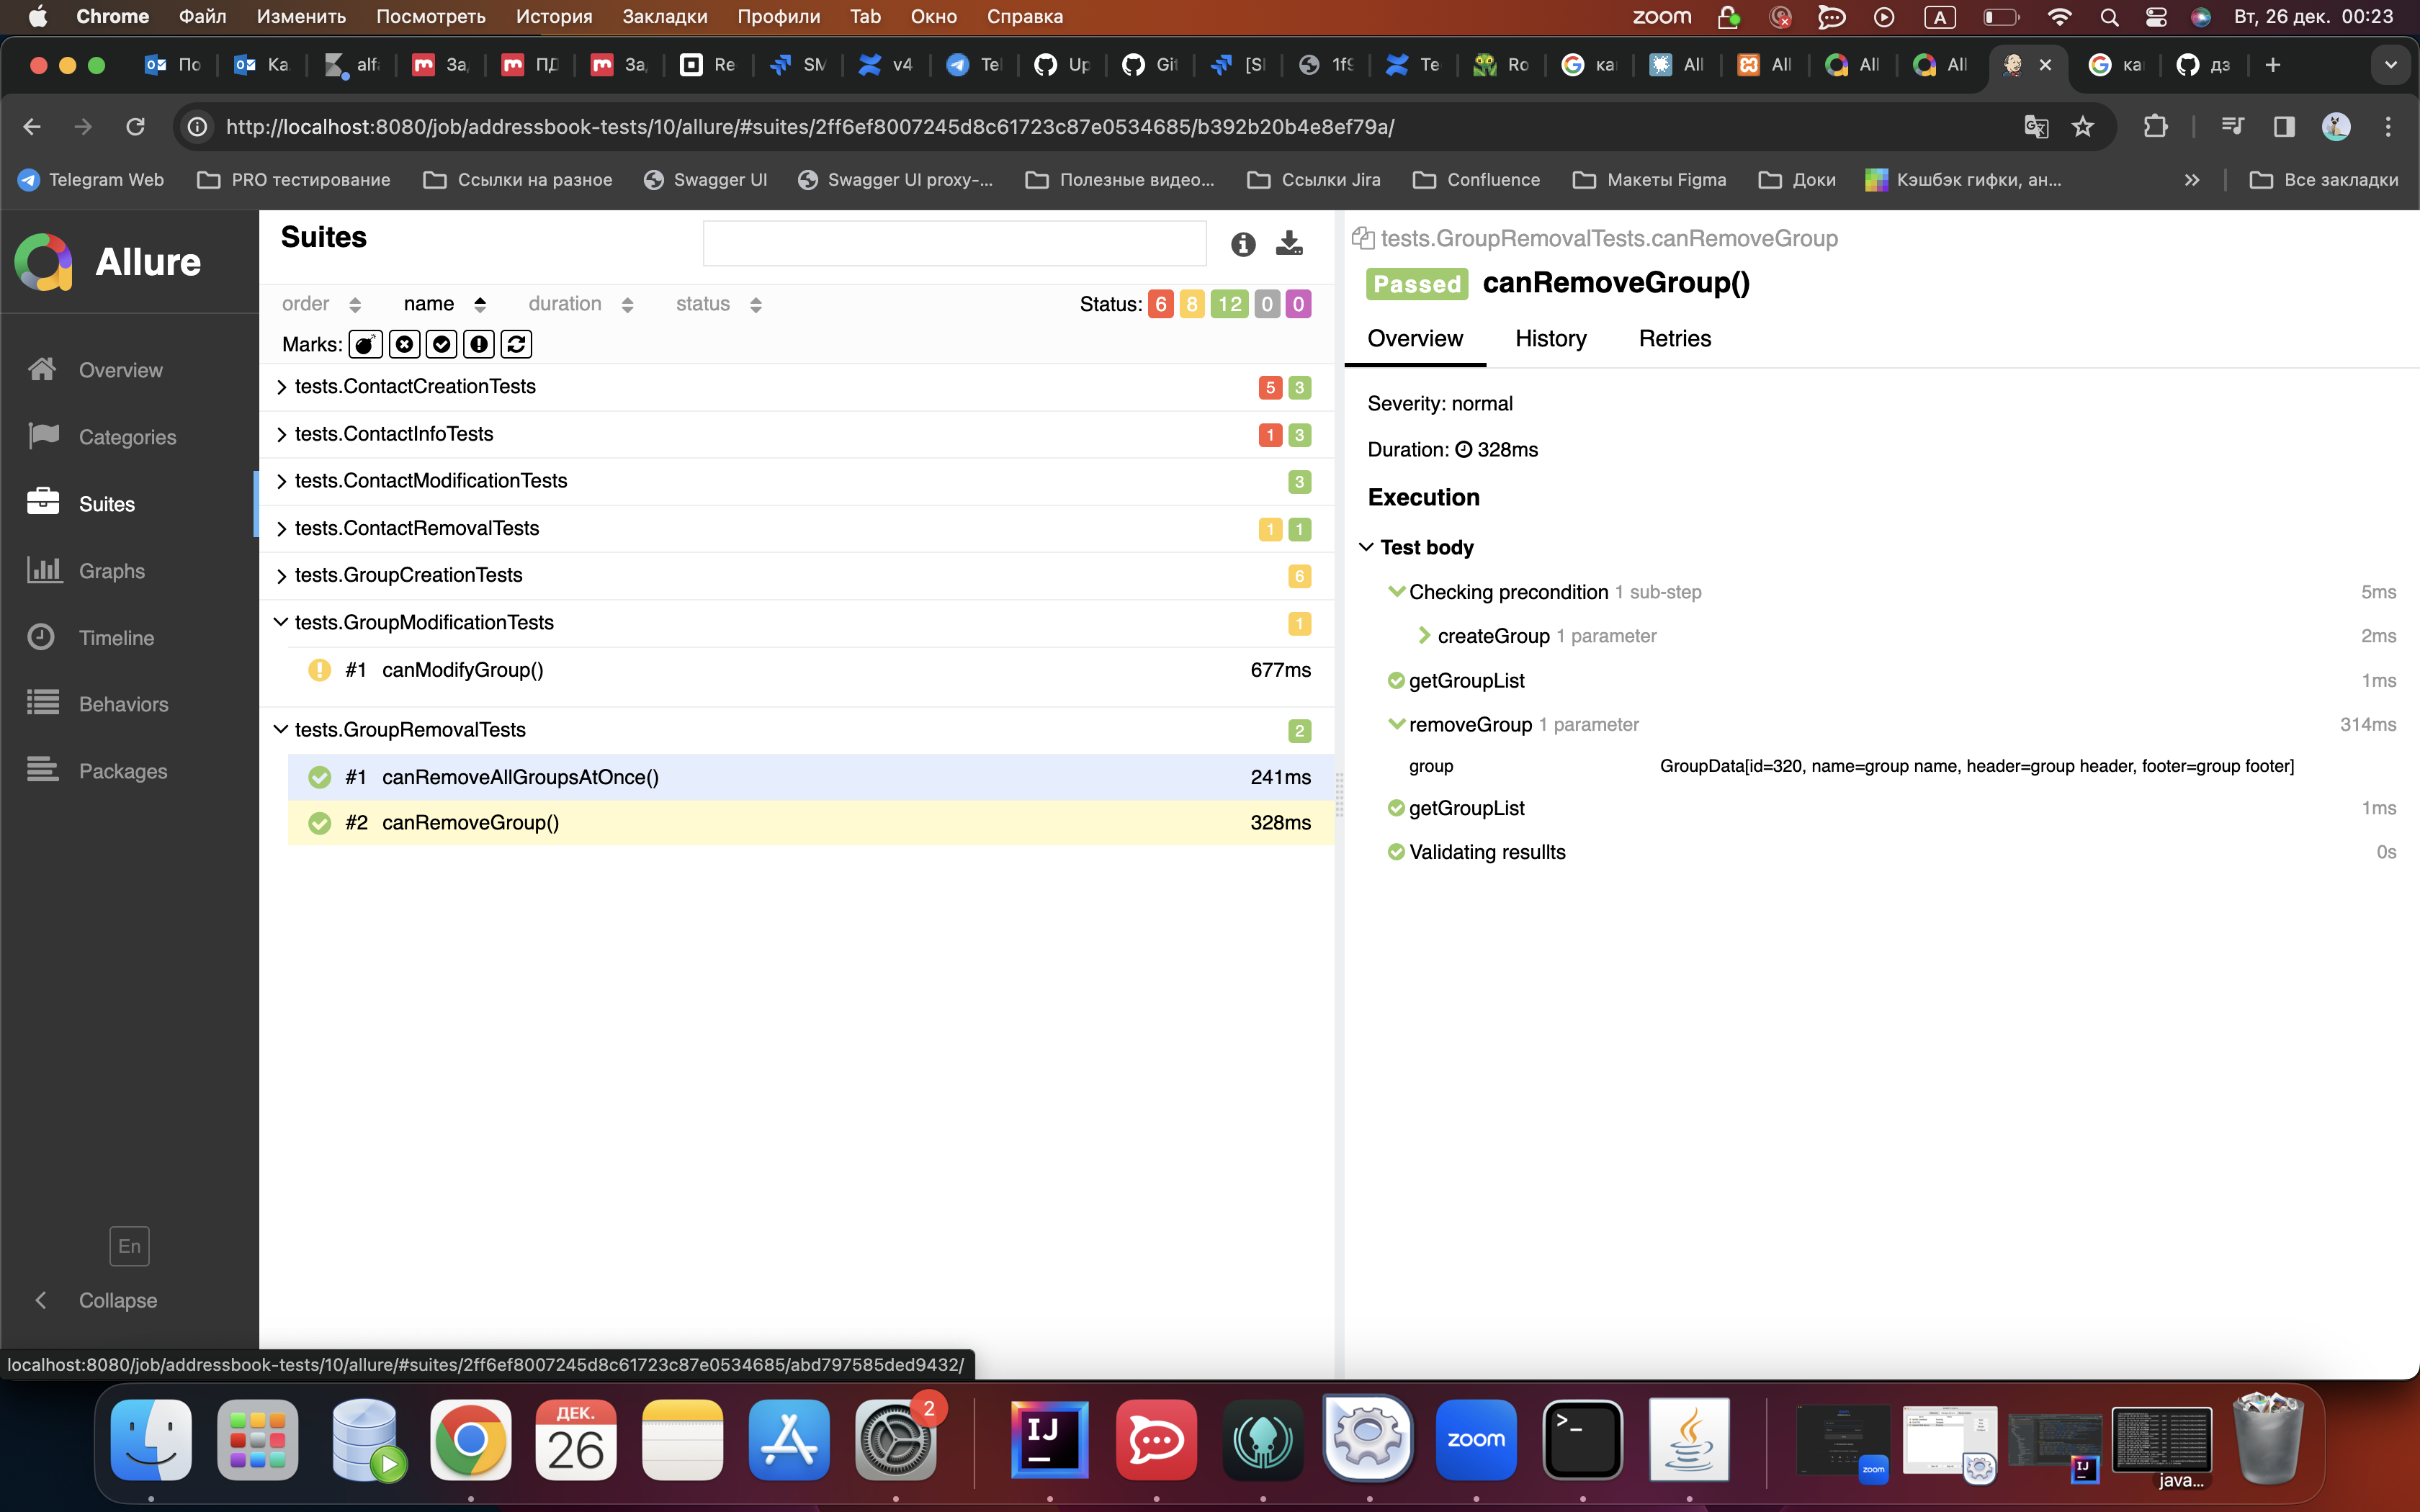 Chrome Файл Изменить Посмотреть История Закладки Профили Tab Окно Справка zoom A Вт, 26 дек. 00:23
По Ка alfa За ПД За Re SM v4 Tel Up Git [SI 1f9 Te Ro ка All All All All ка дз
http://localhost:8080/job/addressbook-tests/10/allure/#suites/2ff6ef8007245d8c61723c87e0534685/b392b20b4e8ef79a/
Telegram Web PRO тестирование Ссылки на разное Swagger UI Swagger UI proxy-... Полезные видео... Ссылки Jira Confluence Макеты Figma Доки Кэшбэк гифки, ан... » Все закладки
Allure
Overview
Categories
Suites
Graphs
Timeline
Behaviors
Packages
En
Collapse
Suites
order name duration status Status: 6 8 12 0 0
Marks:
tests.ContactCreationTests 5 3
tests.ContactInfoTests 1 3
tests.ContactModificationTests 3
tests.ContactRemovalTests 1 1
tests.GroupCreationTests 6
tests.GroupModificationTests 1
#1 canModifyGroup() 677ms
tests.GroupRemovalTests 2
#1 canRemoveAllGroupsAtOnce() 241ms
#2 canRemoveGroup() 328ms
tests.GroupRemovalTests.canRemoveGroup
Passed canRemoveGroup()
Overview History Retries
Severity: normal
Duration: 328ms
Execution
Test body
Checking precondition 1 sub-step 5ms
createGroup 1 parameter 2ms
getGroupList 1ms
removeGroup 1 parameter 314ms
group GroupData[id=320, name=group name, header=group header, footer=group footer]
getGroupList 1ms
Validating resullts 0s
localhost:8080/job/addressbook-tests/10/allure/#suites/2ff6ef8007245d8c61723c87e0534685/abd797585ded9432/
ДЕК.
26
2
IJ
zoom
>_
zoom
IJ
java...